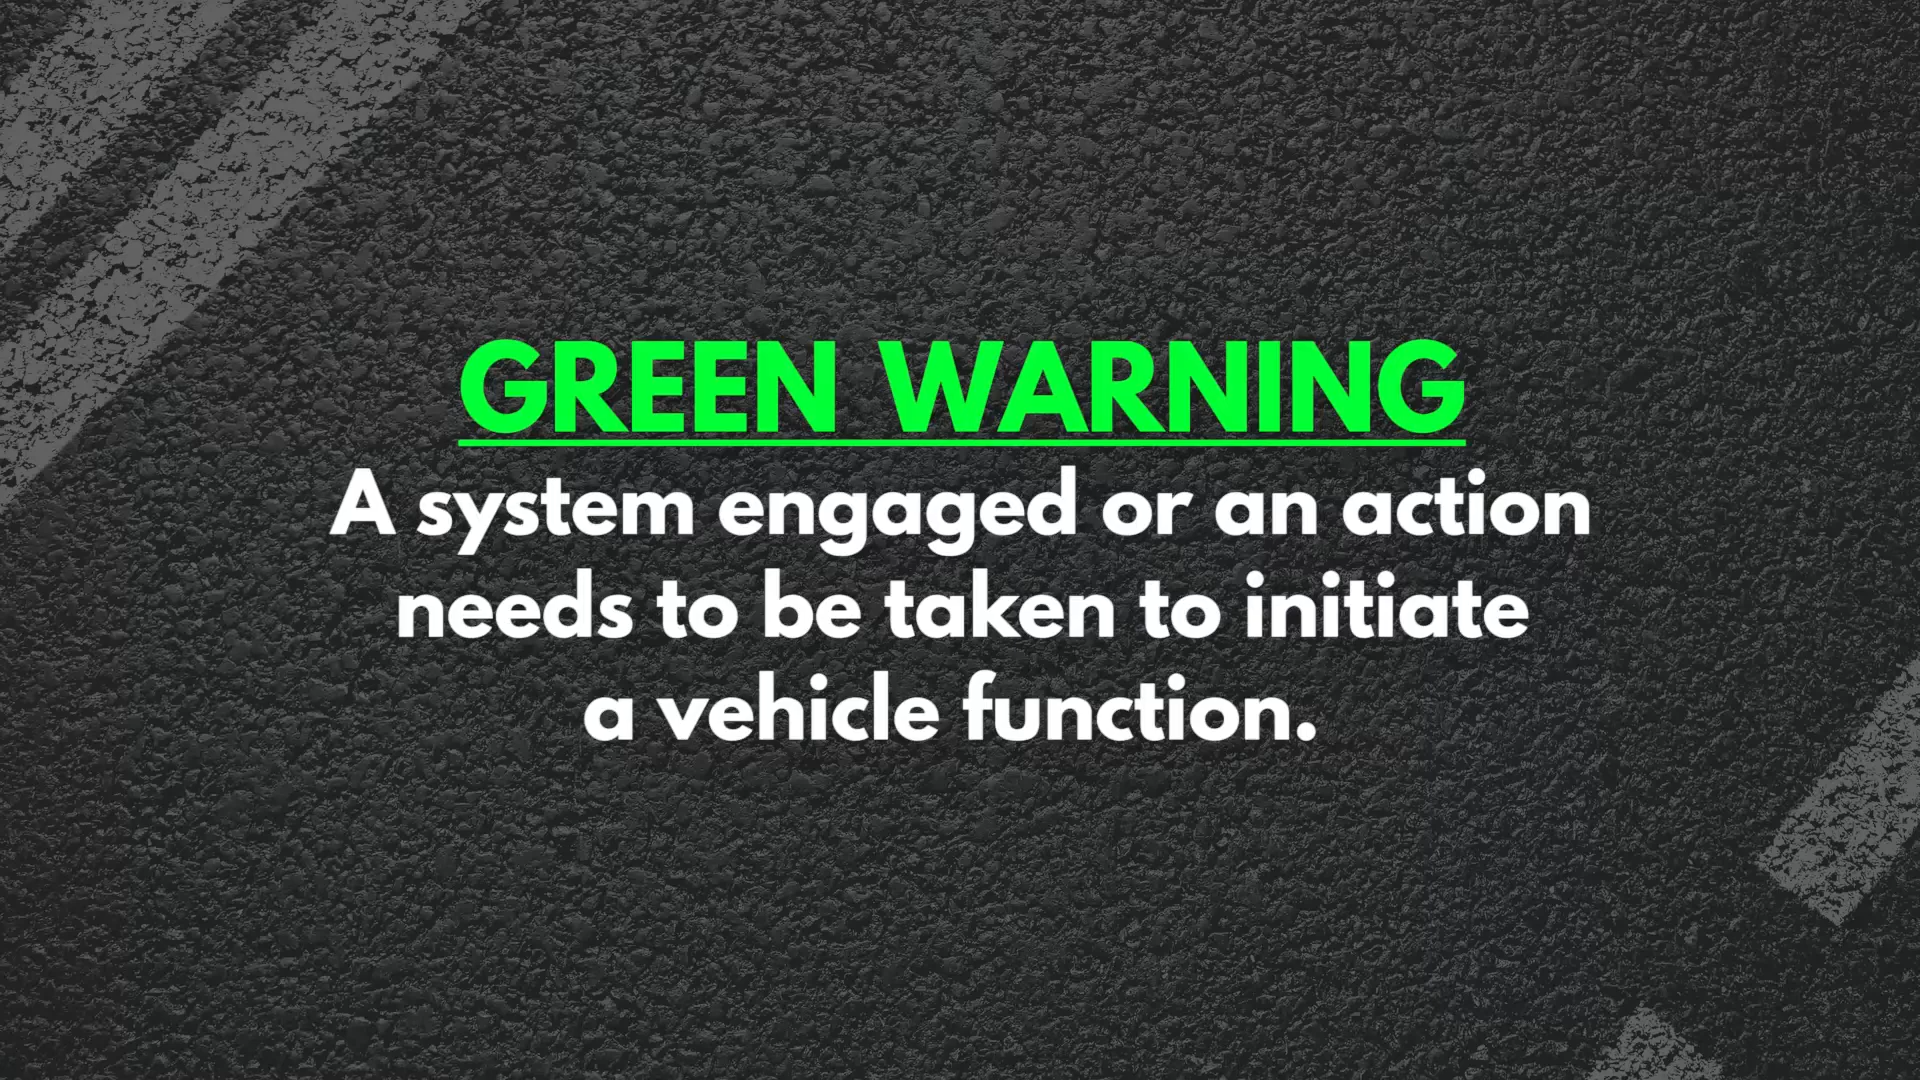 GREEN WARNING
A system engaged or an action
needs to be taken to initiate
a vehicle function.